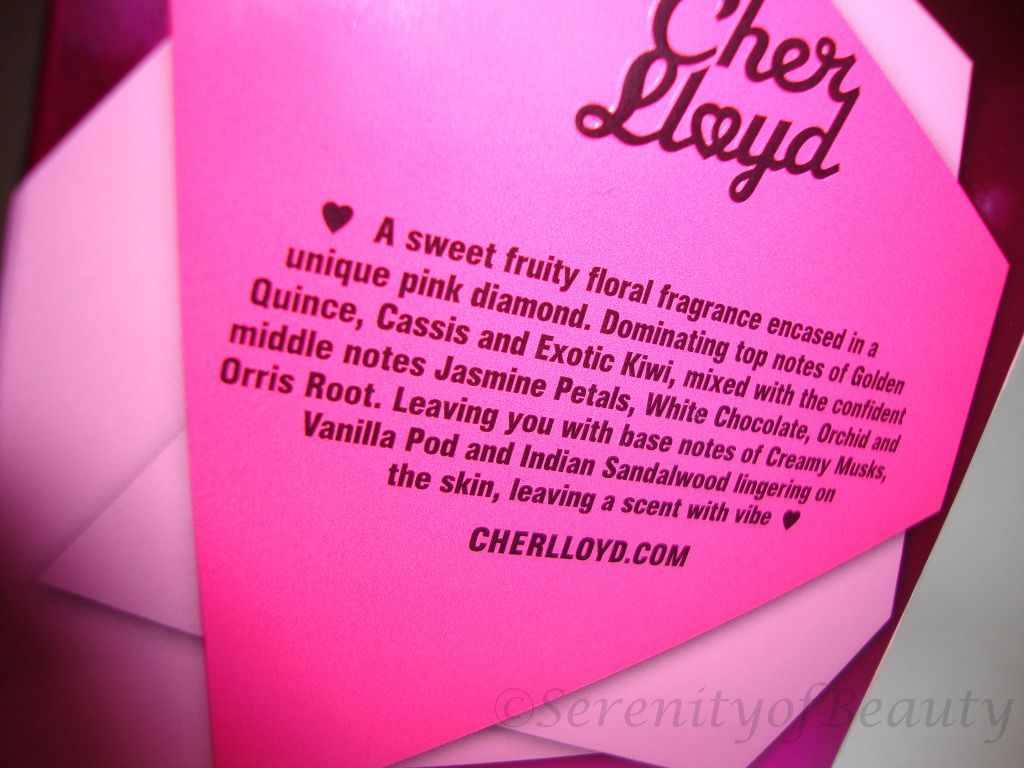 Cher
Lloyd
♥ A sweet fruity floral fragrance encased in a
unique pink diamond. Dominating top notes of Golden
Quince, Cassis and Exotic Kiwi, mixed with the confident
middle notes Jasmine Petals, White Chocolate, Orchid and
Orris Root. Leaving you with base notes of Creamy Musks,
Vanilla Pod and Indian Sandalwood lingering on
the skin, leaving a scent with vibe ♥
CHERLLOYD.COM
©SerenityofBeauty